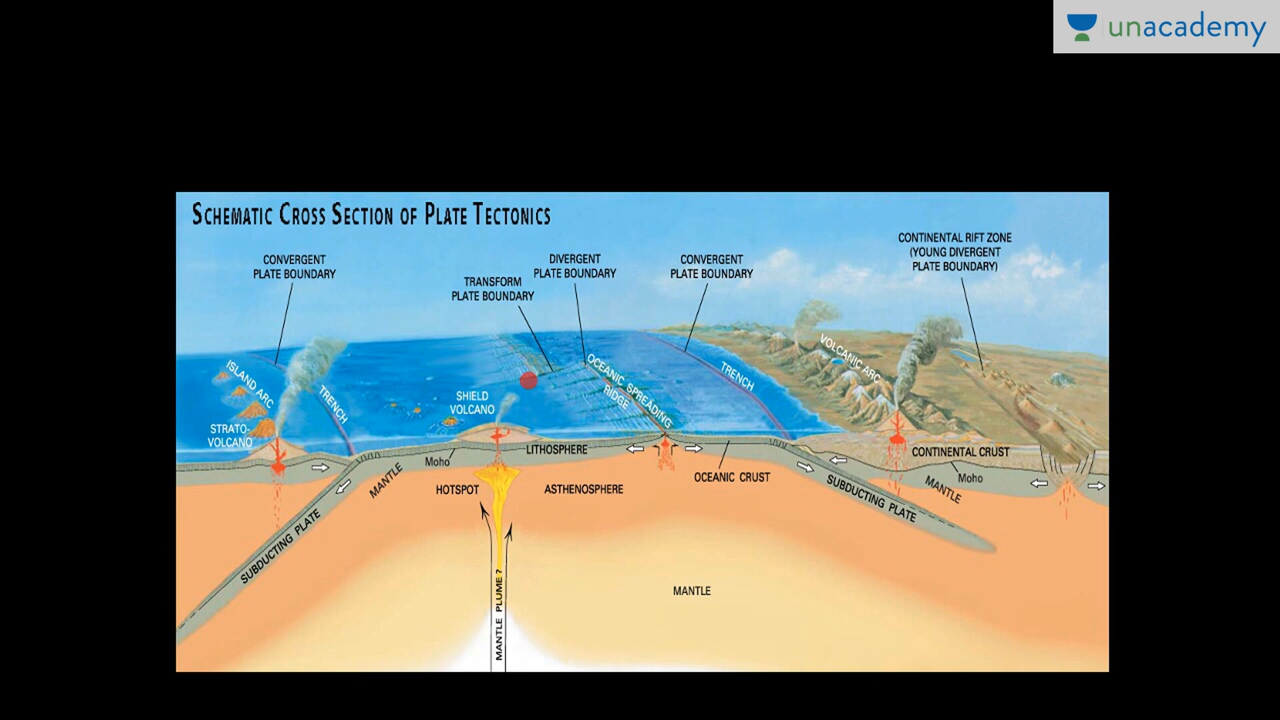 unacademy
SCHEMATIC CROSS SECTION OF PLATE TECTONICS
CONVERGENT
PLATE BOUNDARY
TRANSFORM
PLATE BOUNDARY
DIVERGENT
PLATE BOUNDARY
CONVERGENT
PLATE BOUNDARY
CONTINENTAL RIFT ZONE
(YOUNG DIVERGENT
PLATE BOUNDARY)
ISLAND ARC
TRENCH
STRATO-
VOLCANO
SHIELD
VOLCANO
OCEANIC SPREADING
RIDGE
TRENCH
VOLCANIC ARC
LITHOSPHERE
Moho
MANTLE
HOTSPOT
ASTHENOSPHERE
OCEANIC CRUST
CONTINENTAL CRUST
Moho
MANTLE
SUBDUCTING PLATE
SUBDUCTING PLATE
MANTLE PLUME ?
MANTLE